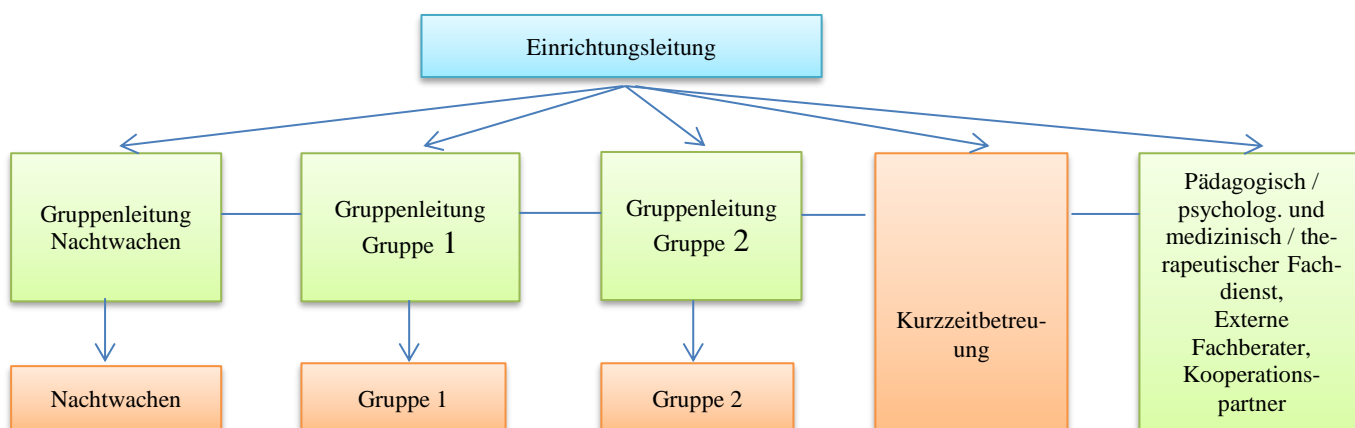 Einrichtungsleitung
Gruppenleitung
Nachtwachen
Gruppenleitung
Gruppe 1
Gruppenleitung
Gruppe 2
Kurzzeitbetreu-
ung
Pädagogisch /
psycholog. und
medizinisch / the-
rapeutischer Fach-
dienst,
Externe
Fachberater,
Kooperations-
partner
Nachtwachen
Gruppe 1
Gruppe 2